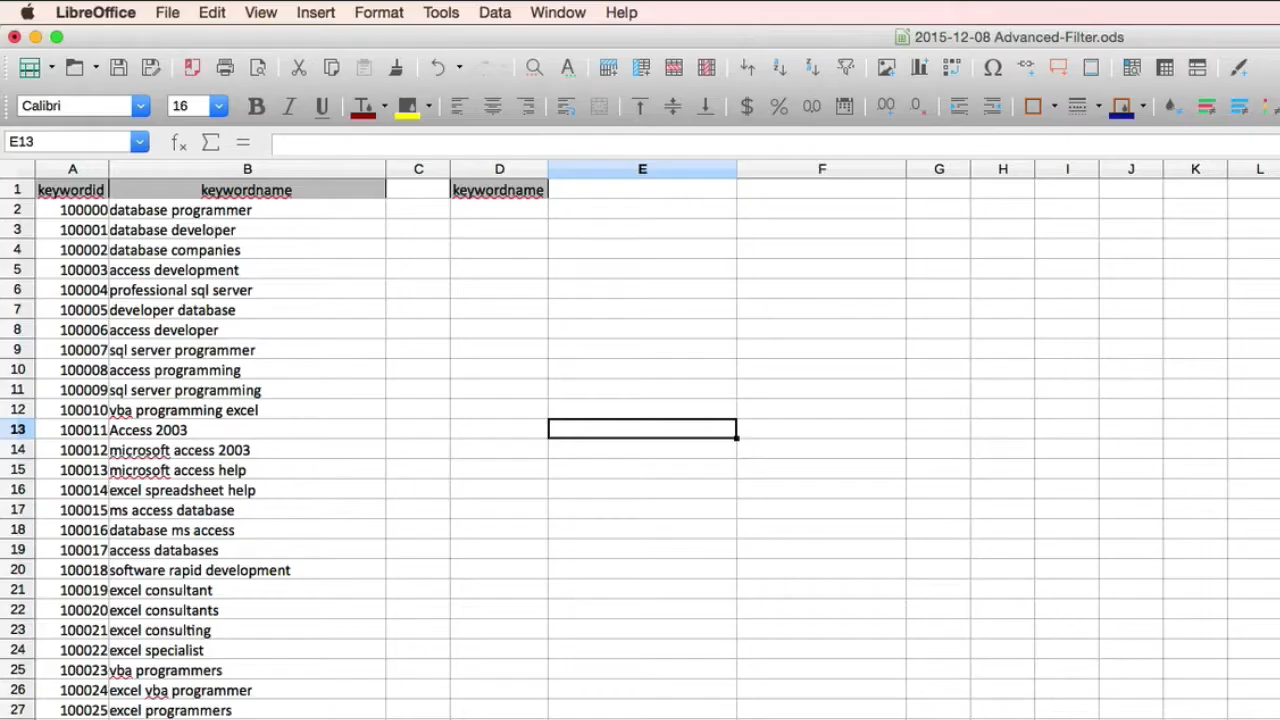 LibreOffice File Edit View Insert Format Tools Data Window Help
2015-12-08 Advanced-Filter.ods
Calibri 16
E13
A B C D E F G H I J K L
1 keywordid keywordname keywordname
2 100000 database programmer
3 100001 database developer
4 100002 database companies
5 100003 access development
6 100004 professional sql server
7 100005 developer database
8 100006 access developer
9 100007 sql server programmer
10 100008 access programming
11 100009 sql server programming
12 100010 vba programming excel
13 100011 Access 2003
14 100012 microsoft access 2003
15 100013 microsoft access help
16 100014 excel spreadsheet help
17 100015 ms access database
18 100016 database ms access
19 100017 access databases
20 100018 software rapid development
21 100019 excel consultant
22 100020 excel consultants
23 100021 excel consulting
24 100022 excel specialist
25 100023 vba programmers
26 100024 excel vba programmer
27 100025 excel programmers